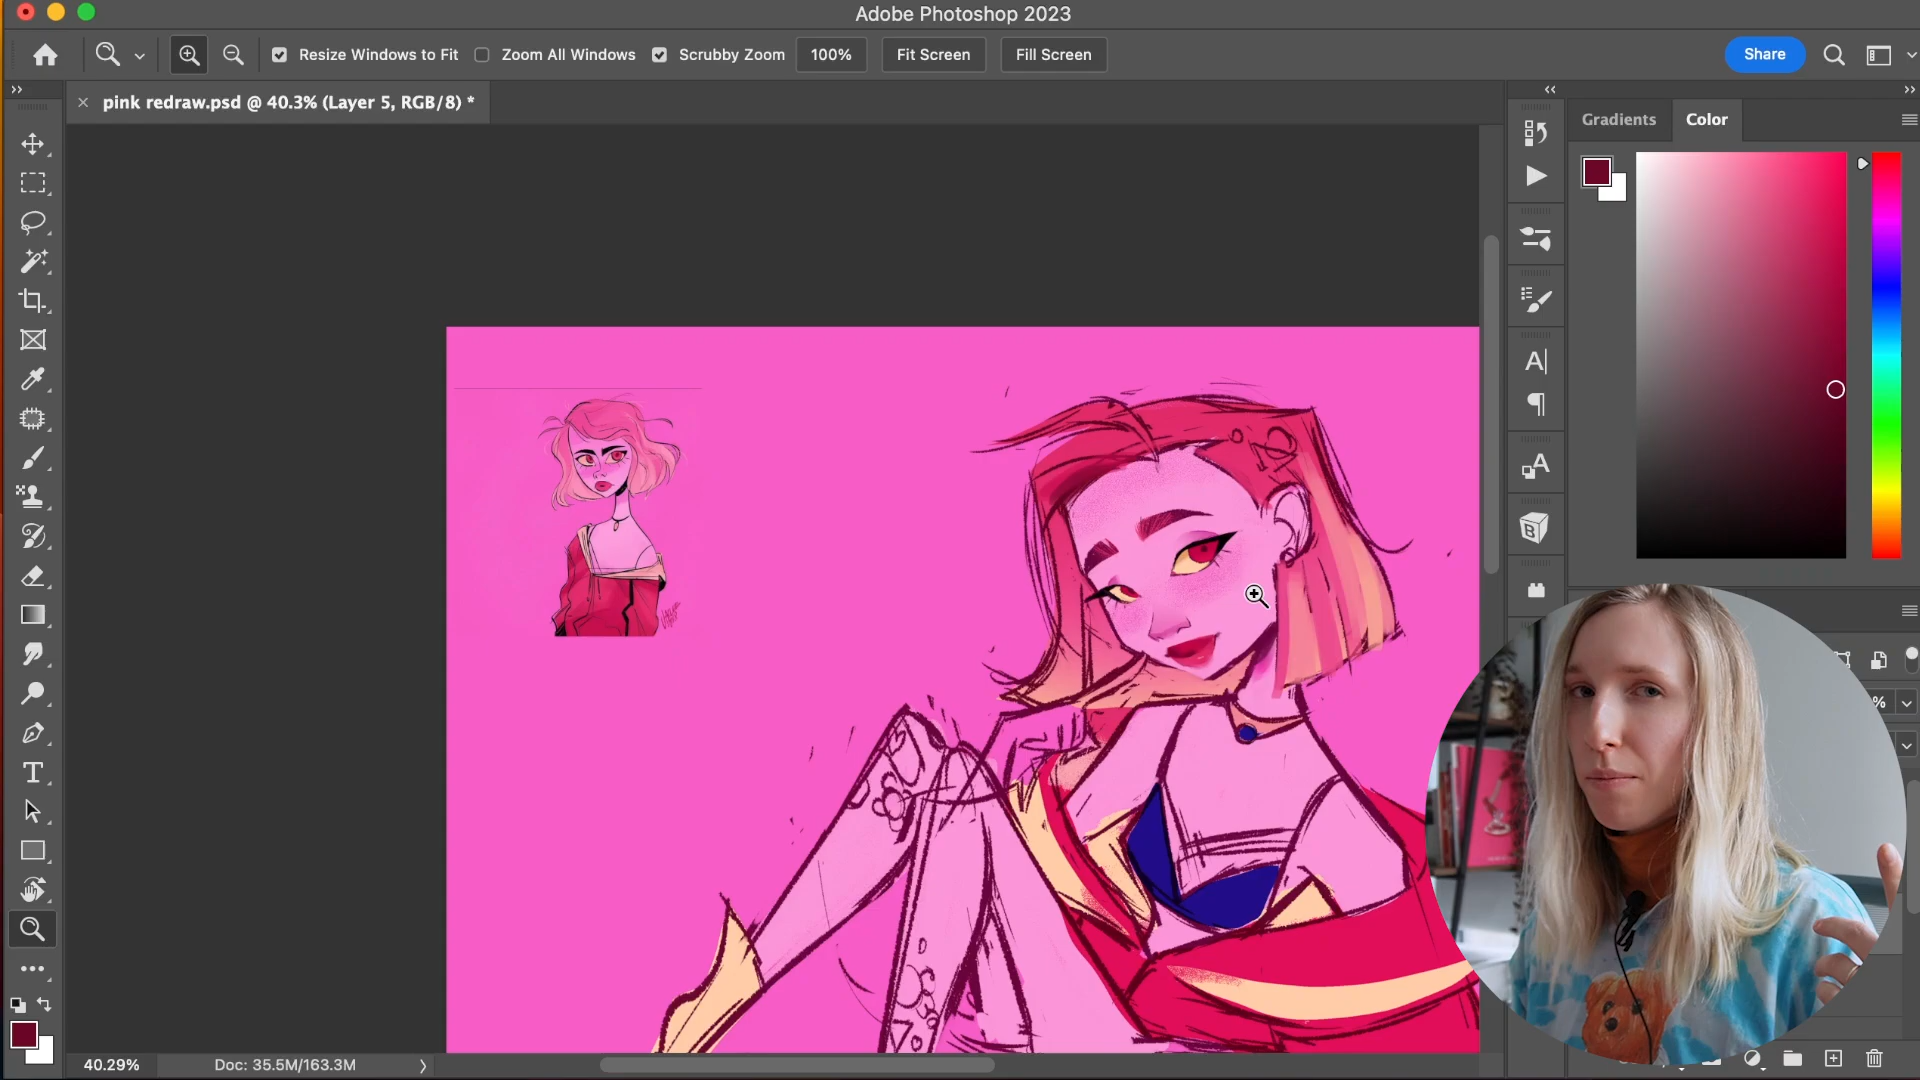 Adobe Photoshop 2023
Resize Windows to Fit
Zoom All Windows
Scrubby Zoom
100%
Fit Screen
Fill Screen
Share
pink redraw.psd @ 40.3% (Layer 5, RGB/8) *
Gradients
Color
%
40.29%
Doc: 35.5M/163.3M